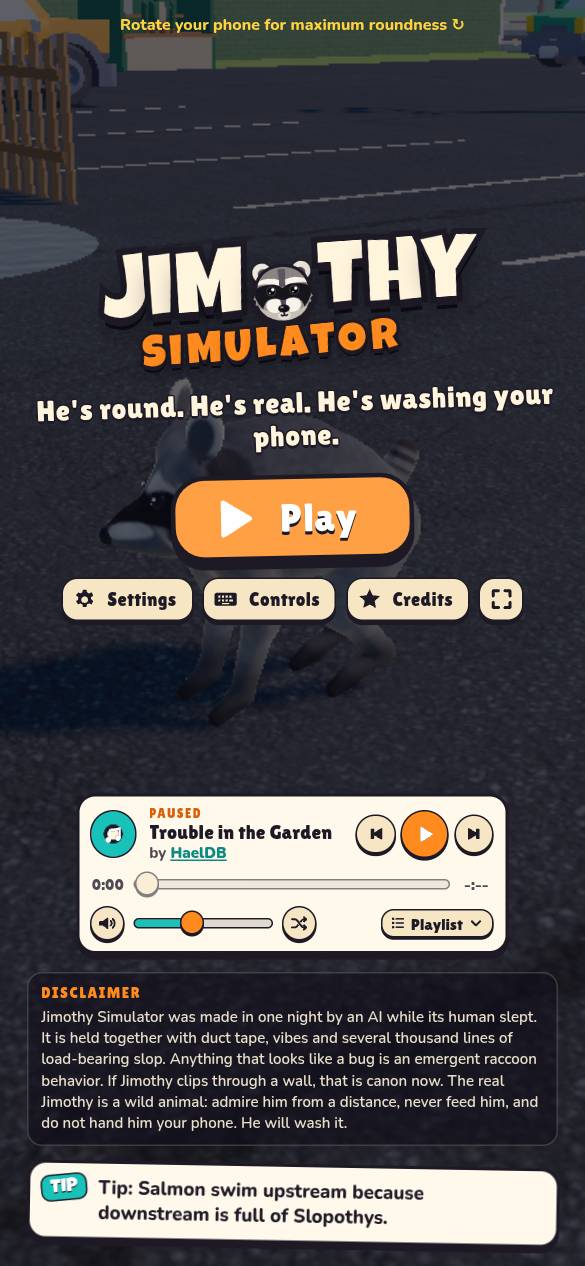 Rotate your phone for maximum roundness ↻
JIM THY
SIMULATOR
He's round. He's real. He's washing your
phone.
Play
Settings Controls Credits
PAUSED
Trouble in the Garden
by HaelDB
0:00 -:--
Playlist
DISCLAIMER
Jimothy Simulator was made in one night by an AI while its human slept.
It is held together with duct tape, vibes and several thousand lines of
load-bearing slop. Anything that looks like a bug is an emergent raccoon
behavior. If Jimothy clips through a wall, that is canon now. The real
Jimothy is a wild animal: admire him from a distance, never feed him, and
do not hand him your phone. He will wash it.
TIP Tip: Salmon swim upstream because
downstream is full of Slopothys.